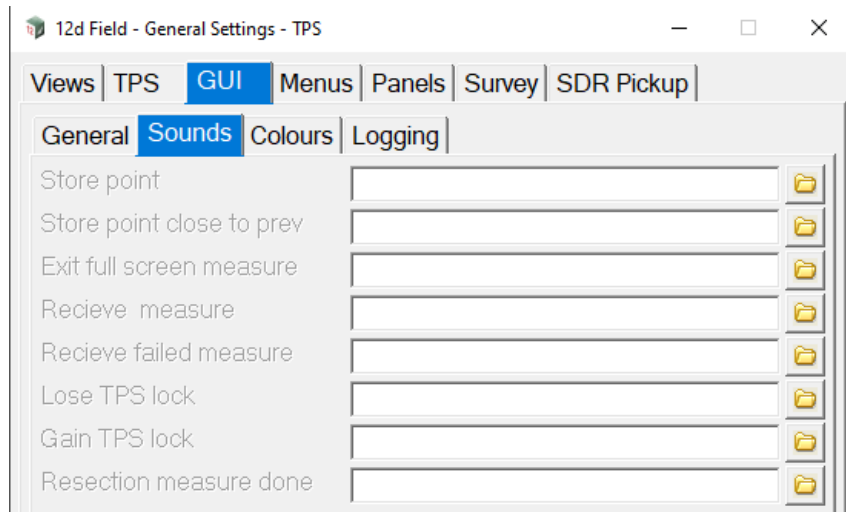 12d Field - General Settings - TPS
Views TPS GUI Menus Panels Survey SDR Pickup
General Sounds Colours Logging
Store point
Store point close to prev
Exit full screen measure
Recieve measure
Recieve failed measure
Lose TPS lock
Gain TPS lock
Resection measure done